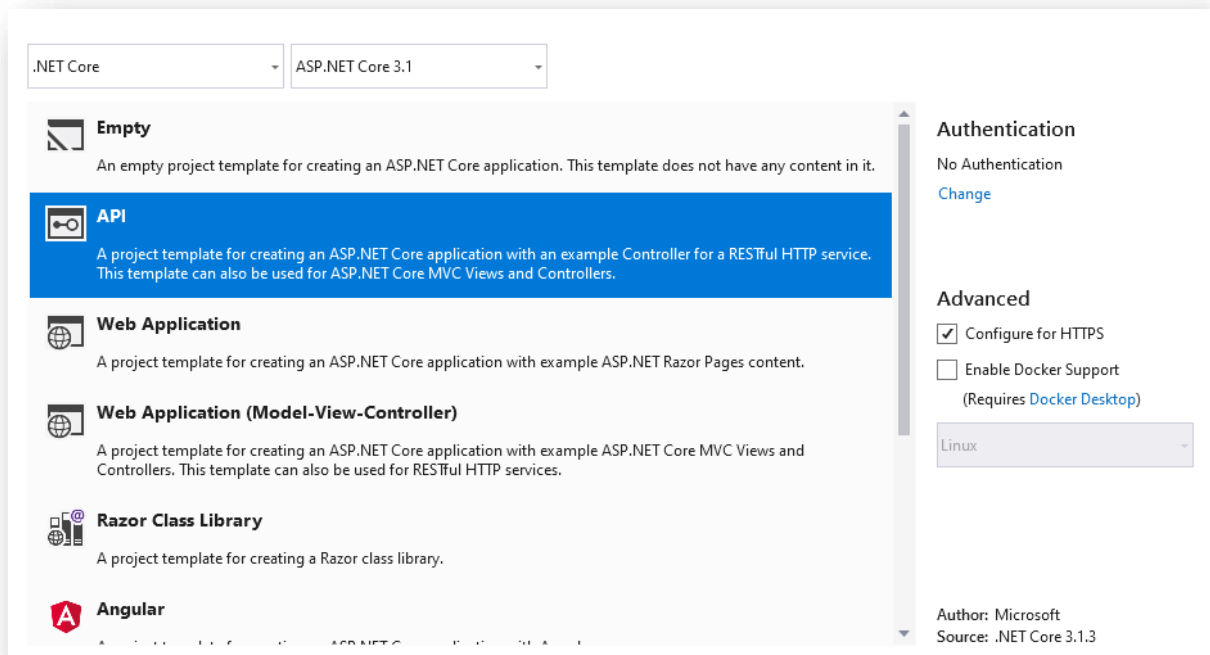 .NET Core
ASP.NET Core 3.1
Empty
An empty project template for creating an ASP.NET Core application. This template does not have any content in it.
API
A project template for creating an ASP.NET Core application with an example Controller for a RESTful HTTP service.
This template can also be used for ASP.NET Core MVC Views and Controllers.
Web Application
A project template for creating an ASP.NET Core application with example ASP.NET Razor Pages content.
Web Application (Model-View-Controller)
A project template for creating an ASP.NET Core application with example ASP.NET Core MVC Views and
Controllers. This template can also be used for RESTful HTTP services.
Razor Class Library
A project template for creating a Razor class library.
Angular
Authentication
No Authentication
Change
Advanced
Configure for HTTPS
Enable Docker Support
(Requires Docker Desktop)
Linux
Author: Microsoft
Source: .NET Core 3.1.3